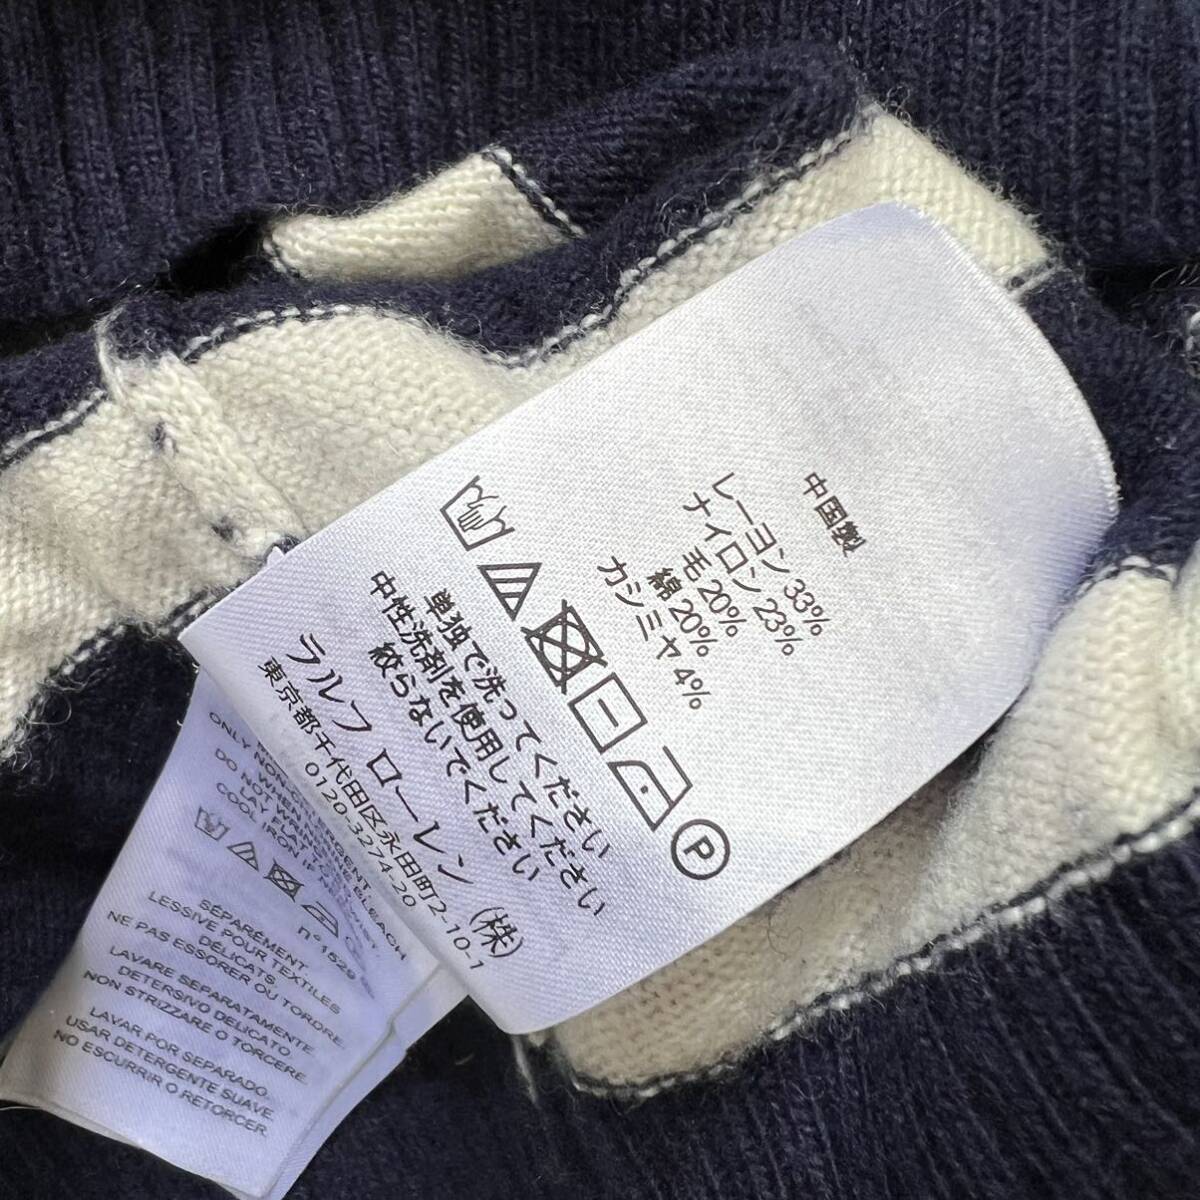 中国製
レーヨン 33%
ナイロン 23%
毛 20%
綿 20%
カシミヤ 4%
P
単独で洗ってください
中性洗剤を使用してください
絞らないでください
ラルフ ローレン (株)
東京都千代田区永田町2-10-1
0120-3274-20
ONLY NON-CHLORINE BLEACH
WHEN
DO NOT WRING
LAY FLAT TO
COOL IRON IF
n°1529
SÉPARÉMENT
LESSIVE POUR TEXTILES
DÉLICATS
NE PAS ESSORER OU TORDRE.
LAVARE SEPARATAMENTE
DETERSIVO DELICATO
NON STRIZZARE O TORCERE.
LAVAR POR SEPARADO
USAR DETERGENTE SUAVE.
NO ESCURRIR O RETORCER.